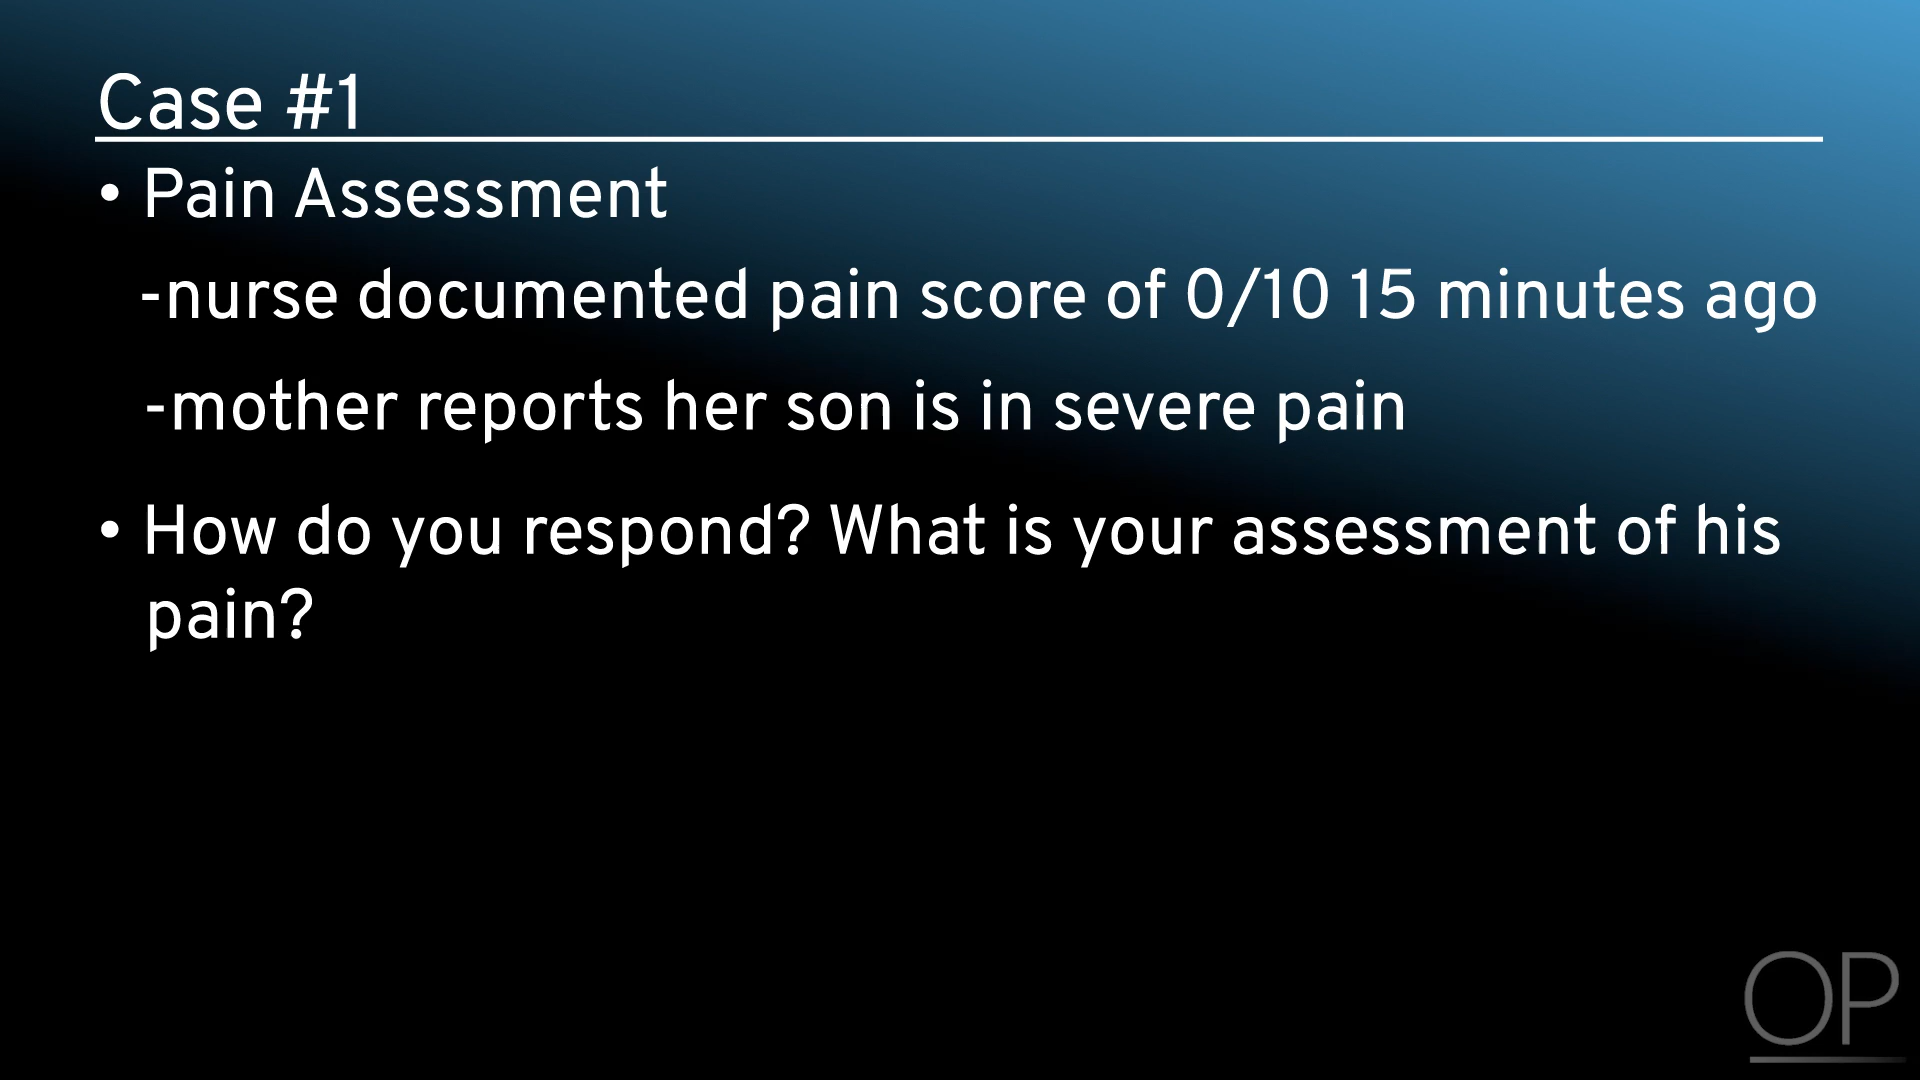 Case #1
• Pain Assessment
-nurse documented pain score of 0/10 15 minutes ago
-mother reports her son is in severe pain
• How do you respond? What is your assessment of his
pain?
OP